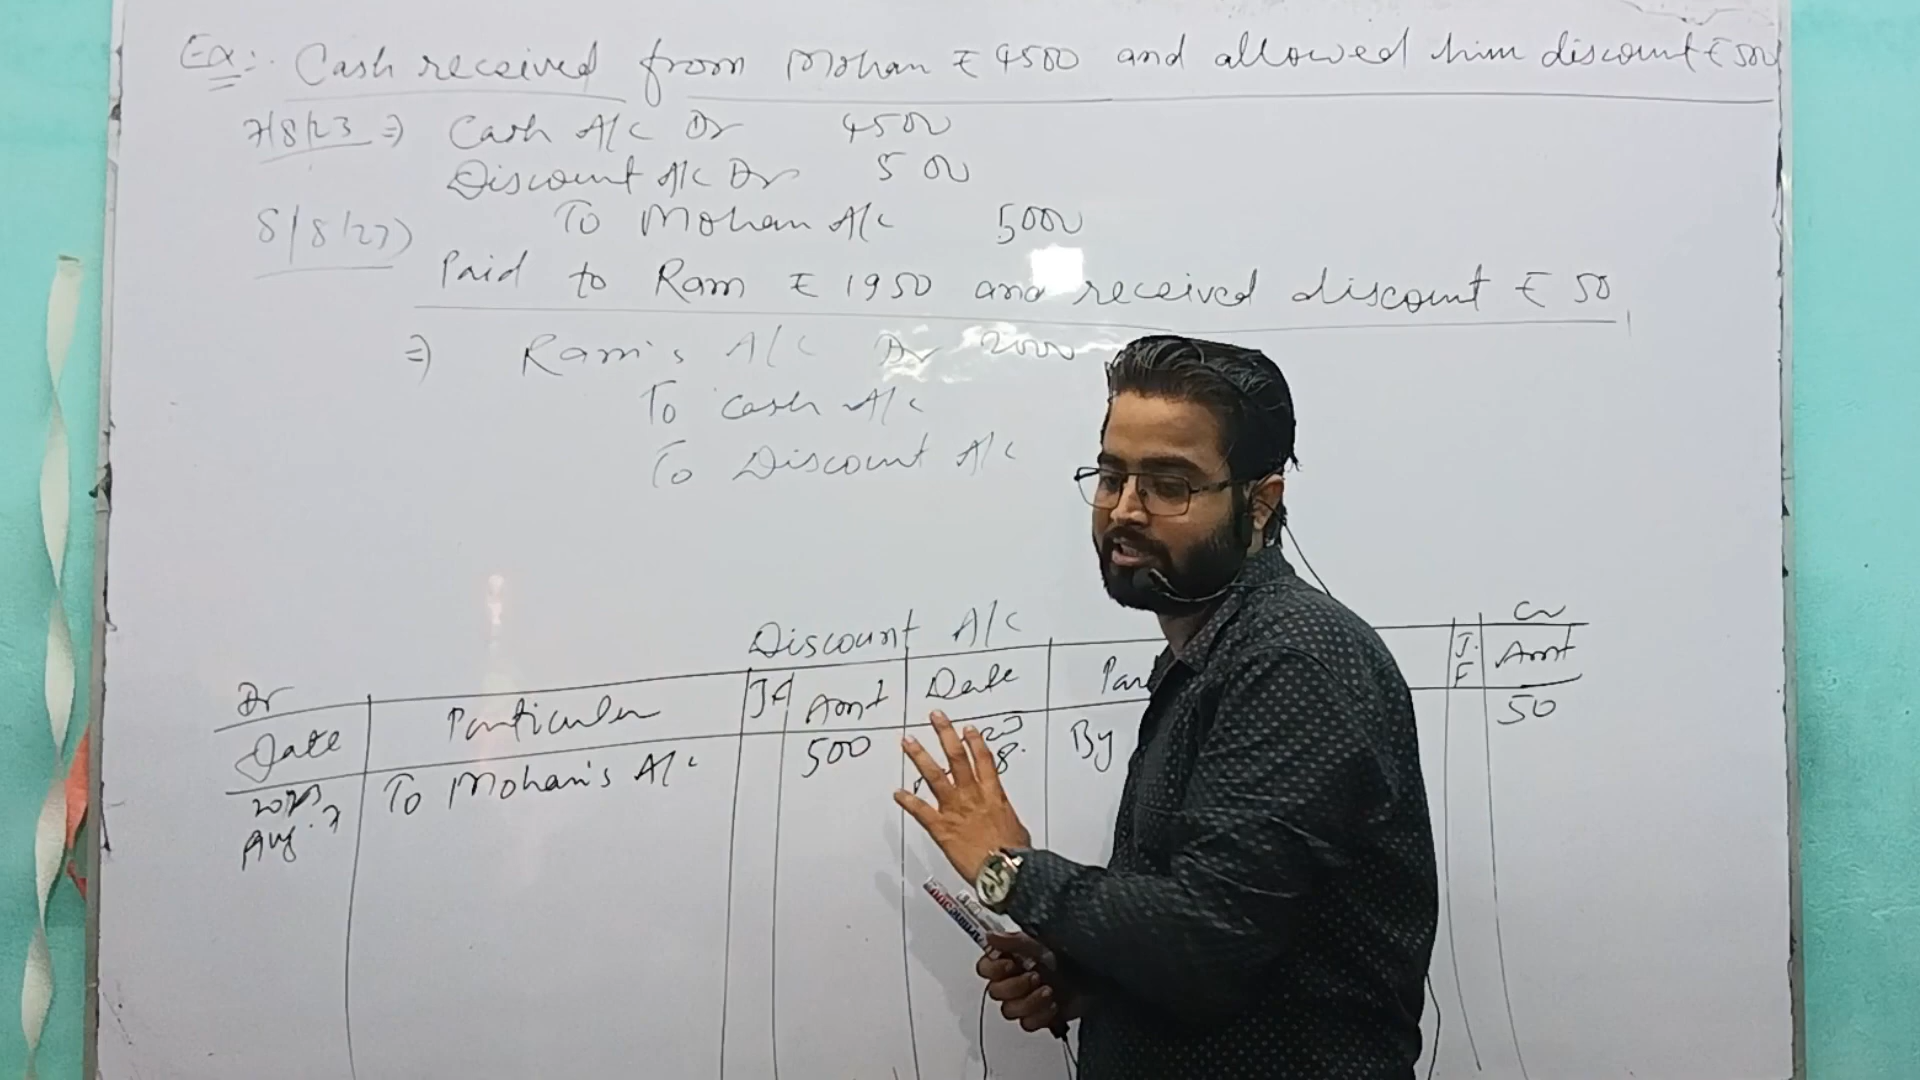 Ex:- Cash received from Mohan ₹ 4500 and allowed him discount ₹ 500
7/8/23 ⇒ Cash A/c Dr 4500
Discount A/c Dr 500
To Mohan A/c 5000
8/8/23)
Paid to Ram ₹ 1950 and received discount ₹ 50
⇒ Ram's A/c Dr 2000
To Cash A/c
To Discount A/c
Discount A/c
Dr Cr
Date Particular JF Amt Date J.F Amt
2023 Aug. 7 To Mohan's A/c 500 8. By 50